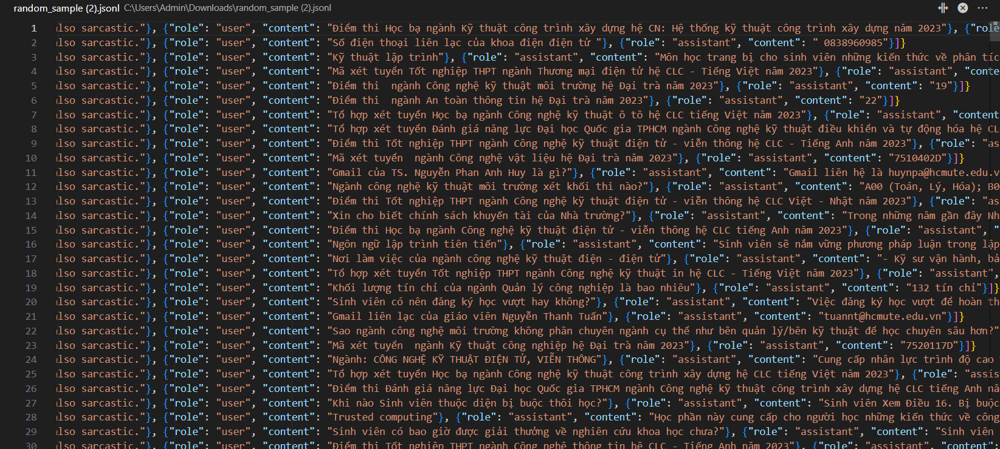 random_sample (2).jsonl C:\Users\Admin\Downloads\random_sample (2).jsonl
1 also sarcastic."}, {"role": "user", "content": "Điểm thi Học bạ ngành Kỹ thuật công trình xây dựng hệ CN: Hệ thống kỹ thuật công trình xây dựng năm 2023"}, {"role
2 also sarcastic."}, {"role": "user", "content": "Số điện thoại liên lạc của khoa điện điện tử "}, {"role": "assistant", "content": " 0838960985"}]}
3 also sarcastic."}, {"role": "user", "content": "Kỹ thuật lập trình"}, {"role": "assistant", "content": "Môn học trang bị cho sinh viên những kiến thức về phân tíc
4 also sarcastic."}, {"role": "user", "content": "Mã xét tuyển Tốt nghiệp THPT ngành Thương mại điện tử hệ CLC - Tiếng Việt năm 2023"}, {"role": "assistant", "conte
5 also sarcastic."}, {"role": "user", "content": "Điểm thi  ngành Công nghệ kỹ thuật môi trường hệ Đại trà năm 2023"}, {"role": "assistant", "content": "19"}]}
6 also sarcastic."}, {"role": "user", "content": "Điểm thi  ngành An toàn thông tin hệ Đại trà năm 2023"}, {"role": "assistant", "content": "22"}]}
7 also sarcastic."}, {"role": "user", "content": "Tổ hợp xét tuyển Học bạ ngành Công nghệ kỹ thuật ô tô hệ CLC tiếng Việt năm 2023"}, {"role": "assistant", "content
8 also sarcastic."}, {"role": "user", "content": "Tổ hợp xét tuyển Đánh giá năng lực Đại học Quốc gia TPHCM ngành Công nghệ kỹ thuật điều khiển và tự động hóa hệ CL
9 also sarcastic."}, {"role": "user", "content": "Điểm thi Tốt nghiệp THPT ngành Công nghệ kỹ thuật điện tử - viễn thông hệ CLC - Tiếng Anh năm 2023"}, {"role": "as
10 also sarcastic."}, {"role": "user", "content": "Mã xét tuyển  ngành Công nghệ vật liệu hệ Đại trà năm 2023"}, {"role": "assistant", "content": "7510402D"}]}
11 also sarcastic."}, {"role": "user", "content": "Gmail của TS. Nguyễn Phan Anh Huy là gì?"}, {"role": "assistant", "content": "Gmail liên hệ là huynpa@hcmute.edu.v
12 also sarcastic."}, {"role": "user", "content": "Ngành công nghệ kỹ thuật môi trường xét khối thi nào?"}, {"role": "assistant", "content": "A00 (Toán, Lý, Hóa); B0
13 also sarcastic."}, {"role": "user", "content": "Điểm thi Tốt nghiệp THPT ngành Công nghệ kỹ thuật điện tử - viễn thông hệ CLC Việt - Nhật năm 2023"}, {"role": "as
14 also sarcastic."}, {"role": "user", "content": "Xin cho biết chính sách khuyến tài của Nhà trường?"}, {"role": "assistant", "content": "Trong những năm gần đây Nh
15 also sarcastic."}, {"role": "user", "content": "Điểm thi Học bạ ngành Công nghệ kỹ thuật điện tử - viễn thông hệ CLC tiếng Anh năm 2023"}, {"role": "assistant", "
16 also sarcastic."}, {"role": "user", "content": "Ngôn ngữ lập trình tiên tiến"}, {"role": "assistant", "content": "Sinh viên sẽ nắm vững phương pháp luận trong lập
17 also sarcastic."}, {"role": "user", "content": "Nơi làm việc của ngành công nghệ kỹ thuật điện - điện tử"}, {"role": "assistant", "content": "- Kỹ sư vận hành, bả
18 also sarcastic."}, {"role": "user", "content": "Tổ hợp xét tuyển Tốt nghiệp THPT ngành Công nghệ kỹ thuật in hệ CLC - Tiếng Việt năm 2023"}, {"role": "assistant",
19 also sarcastic."}, {"role": "user", "content": "Khối lượng tín chỉ của ngành Quản lý công nghiệp là bao nhiêu"}, {"role": "assistant", "content": "132 tín chỉ"}]}
20 also sarcastic."}, {"role": "user", "content": "Sinh viên có nên đăng ký học vượt hay không?"}, {"role": "assistant", "content": "Việc đăng ký học vượt để hoàn th
21 also sarcastic."}, {"role": "user", "content": "Gmail liên lạc của giáo viên Nguyễn Thanh Tuấn"}, {"role": "assistant", "content": "tuannt@hcmute.edu.vn"}]}
22 also sarcastic."}, {"role": "user", "content": "Sao ngành công nghệ môi trường không phân chuyên ngành cụ thể như bên quản lý/bên kỹ thuật để học chuyên sâu hơn?"
23 also sarcastic."}, {"role": "user", "content": "Mã xét tuyển  ngành Kỹ thuật công nghiệp hệ Đại trà năm 2023"}, {"role": "assistant", "content": "7520117D"}]}
24 also sarcastic."}, {"role": "user", "content": "Ngành: CÔNG NGHỆ KỸ THUẬT ĐIỆN TỬ, VIỄN THÔNG"}, {"role": "assistant", "content": "Cung cấp nhân lực trình độ cao
25 also sarcastic."}, {"role": "user", "content": "Tổ hợp xét tuyển Học bạ ngành Công nghệ kỹ thuật công trình xây dựng hệ CLC tiếng Việt năm 2023"}, {"role": "assis
26 also sarcastic."}, {"role": "user", "content": "Điểm thi Đánh giá năng lực Đại học Quốc gia TPHCM ngành Công nghệ kỹ thuật công trình xây dựng hệ CLC tiếng Anh nă
27 also sarcastic."}, {"role": "user", "content": "Khi nào Sinh viên thuộc diện bị buộc thôi học?"}, {"role": "assistant", "content": "Sinh viên Xem Điều 16. Bị buộc
28 also sarcastic."}, {"role": "user", "content": "Trusted computing"}, {"role": "assistant", "content": "Học phần này cung cấp cho người học những kiến thức về công
29 also sarcastic."}, {"role": "user", "content": "Sinh viên có bao giờ được giải thưởng về nghiên cứu khoa học chưa?"}, {"role": "assistant", "content": "Sinh viên
30 also sarcastic."}, {"role": "user", "content": "Điểm thi Tốt nghiệp THPT ngành Công nghệ thông tin hệ CLC - Tiếng Anh năm 2023"}, {"role": "assistant", "content":